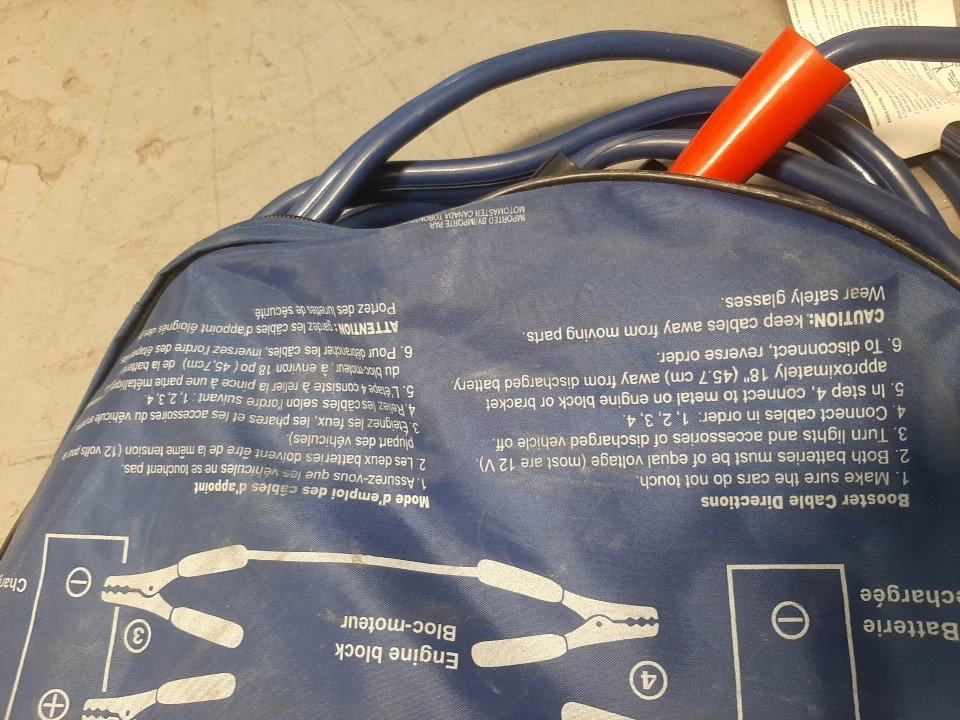 Batterie
échargée
Engine block
Bloc-moteur
4
3
Booster Cable Directions
1. Make sure the cars do not touch.
2. Both batteries must be of equal voltage (most are 12 V).
3. Turn lights and accessories of discharged vehicle off.
4. Connect cables in order: 1, 2, 3, 4.
5. In step 4, connect to metal on engine block or bracket
approximately 18" (45.7 cm) away from discharged battery.
6. To disconnect, reverse order.
CAUTION: keep cables away from moving parts.
Wear safely glasses.
Mode d'emploi des câbles d'appoint
1. Assurez-vous que les véhicules ne se touchent pas.
2. Les deux batteries doivent être de la même tension (12 volts pour
plupart des véhicules)
3. Éteignez les feux, les phares et les accessoires du véhicule
4 Reliez les cables selon l'ordre suivant : 1, 2, 3, 4.
5. L'étape 4 consiste à relier la pince à une partie métallique
du bloc-moteur, à environ 18 po ( 45,7cm) de la batterie
6. Pour débrancher les câbles, inversez l'ordre des étapes
ATTENTION: gardez les câbles d'appoint éloignés des
Portez des lunettes de sécurité.
IMPORTED BY/IMPORTE PAR
MOTOMASTER CANADA TORONTO